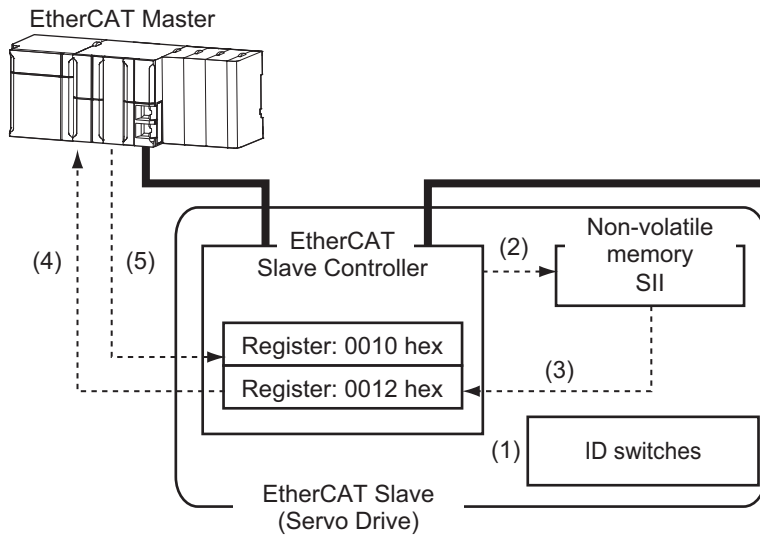 EtherCAT Master
(4)
(5)
EtherCAT
Slave Controller
(2)
Non-volatile
memory
SII
Register: 0010 hex
Register: 0012 hex
(3)
(1)
ID switches
EtherCAT Slave
(Servo Drive)